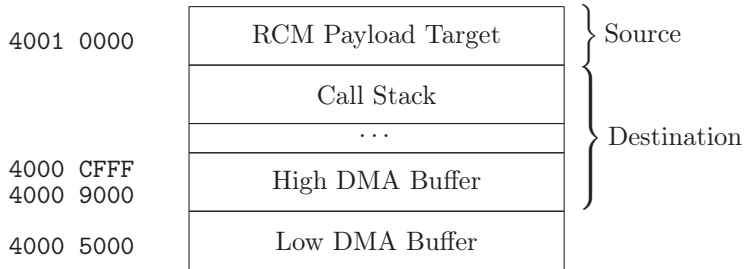 4001 0000 RCM Payload Target Source
Call Stack
···
Destination
4000 CFFF
4000 9000 High DMA Buffer
4000 5000 Low DMA Buffer